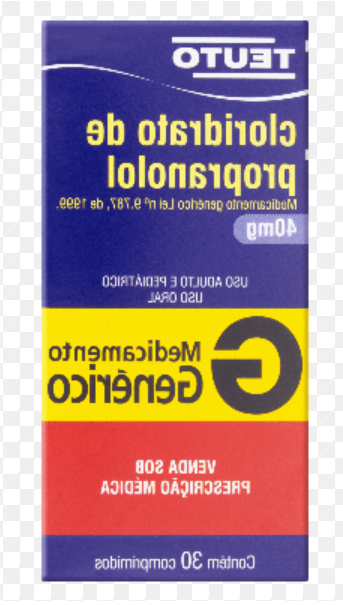 TEUTO
cloridrato de
propranolol
Medicamento genérico Lei nº 9.787, de 1999.
40mg
USO ADULTO E PEDIÁTRICO
USO ORAL
G
Medicamento
Genérico
VENDA SOB
PRESCRIÇÃO MÉDICA
Contém 30 comprimidos